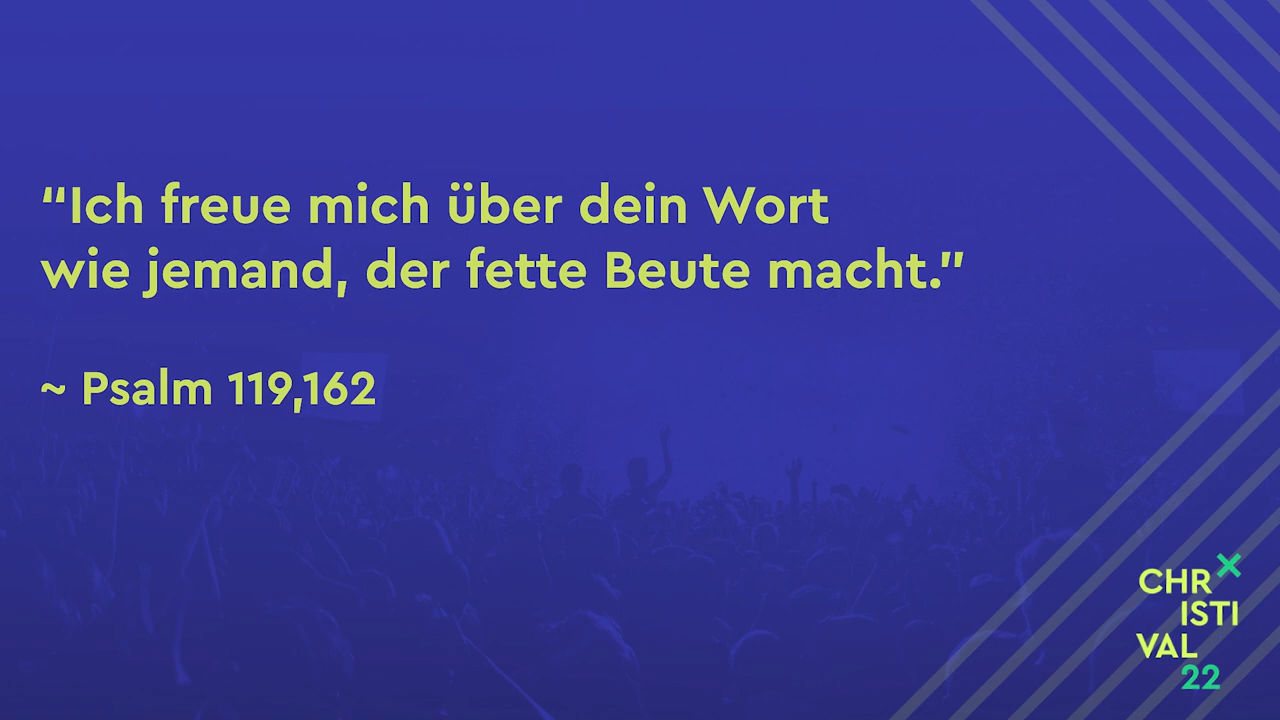 “Ich freue mich über dein Wort
wie jemand, der fette Beute macht.”
~ Psalm 119,162
CHR
ISTI
VAL
22